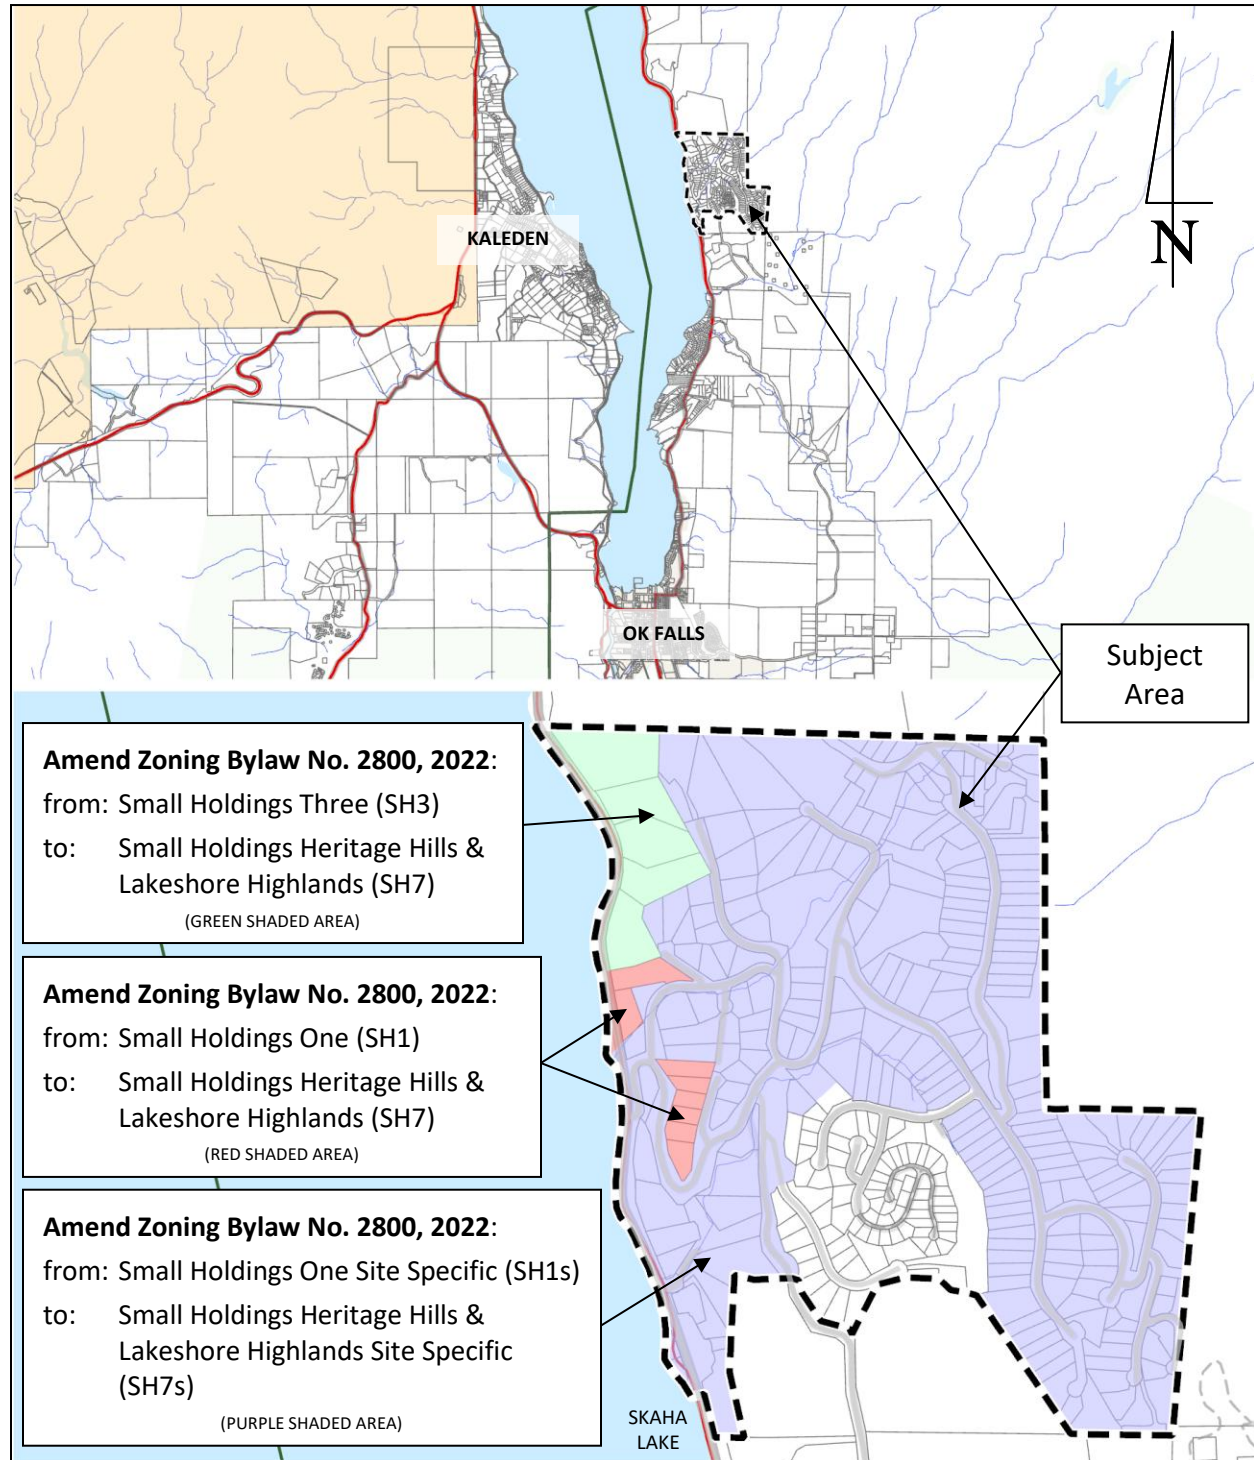 KALEDEN
N
OK FALLS
Subject
Area
Amend Zoning Bylaw No. 2800, 2022:
from: Small Holdings Three (SH3)
to: Small Holdings Heritage Hills &
Lakeshore Highlands (SH7)
(GREEN SHADED AREA)
Amend Zoning Bylaw No. 2800, 2022:
from: Small Holdings One (SH1)
to: Small Holdings Heritage Hills &
Lakeshore Highlands (SH7)
(RED SHADED AREA)
Amend Zoning Bylaw No. 2800, 2022:
from: Small Holdings One Site Specific (SH1s)
to: Small Holdings Heritage Hills &
Lakeshore Highlands Site Specific
(SH7s)
(PURPLE SHADED AREA)
SKAHA
LAKE